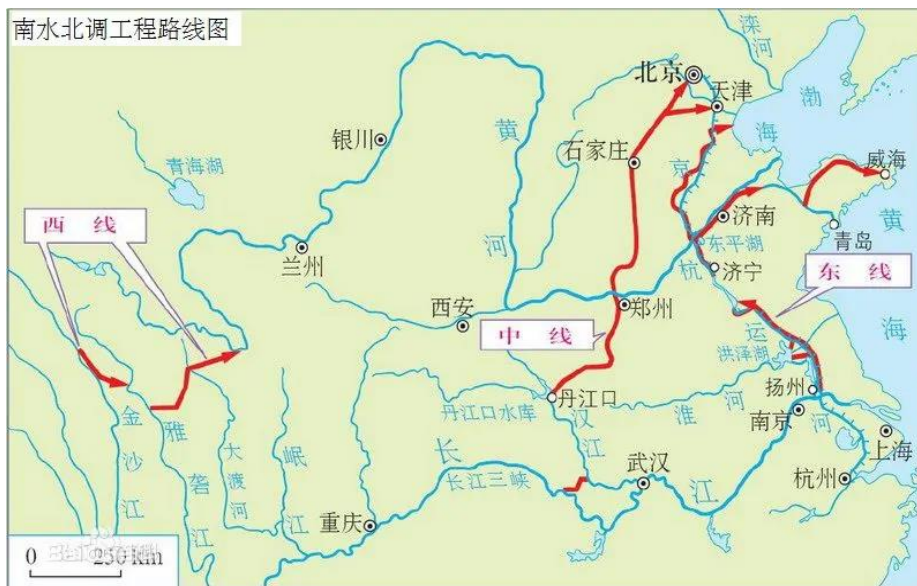 南水北调工程路线图
滦河
北京
天津
渤海
银川
黄河
石家庄
京
青海湖
威海
西 线
济南
黄海
东平湖
青岛
兰州
杭
济宁
东 线
西安
郑州
中 线
运
洪泽湖
丹江口
扬州
金沙江
雅砻江
大渡河
岷江
丹江口水库
汉江
淮河
南京
河
长江
长江三峡
武汉
上海
杭州
重庆
0 250 km
Bai